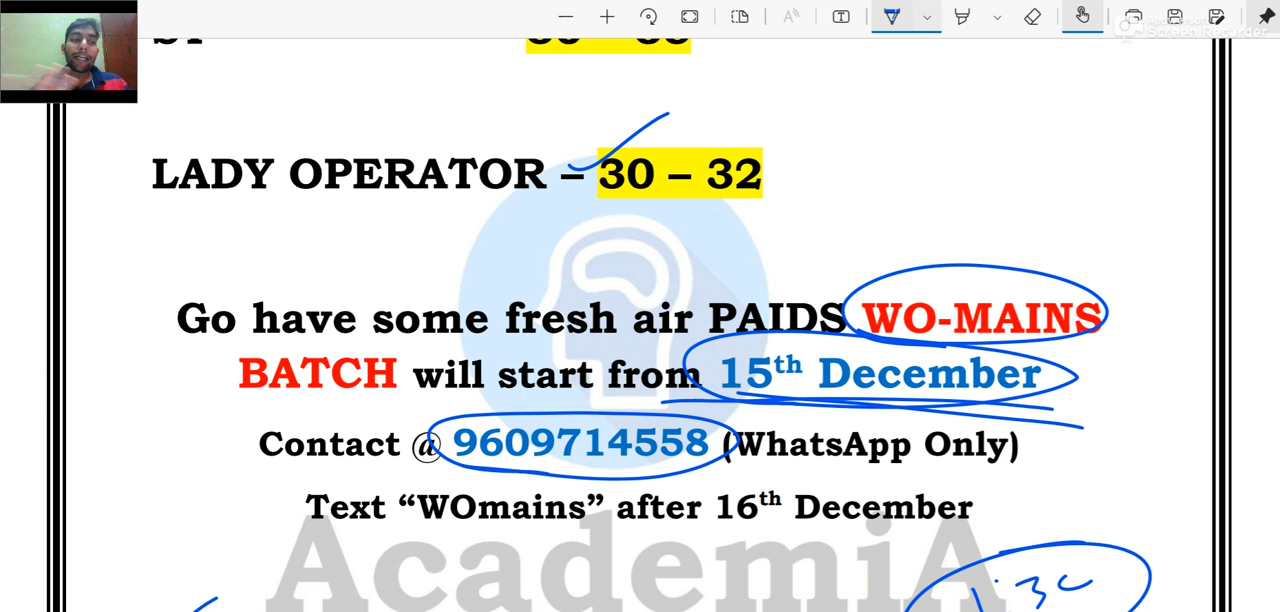 LADY OPERATOR – 30 – 32
Go have some fresh air PAIDS WO-MAINS
BATCH will start from 15th December
Contact @ 9609714558 (WhatsApp Only)
Text “WOmains” after 16th December
AcademiA